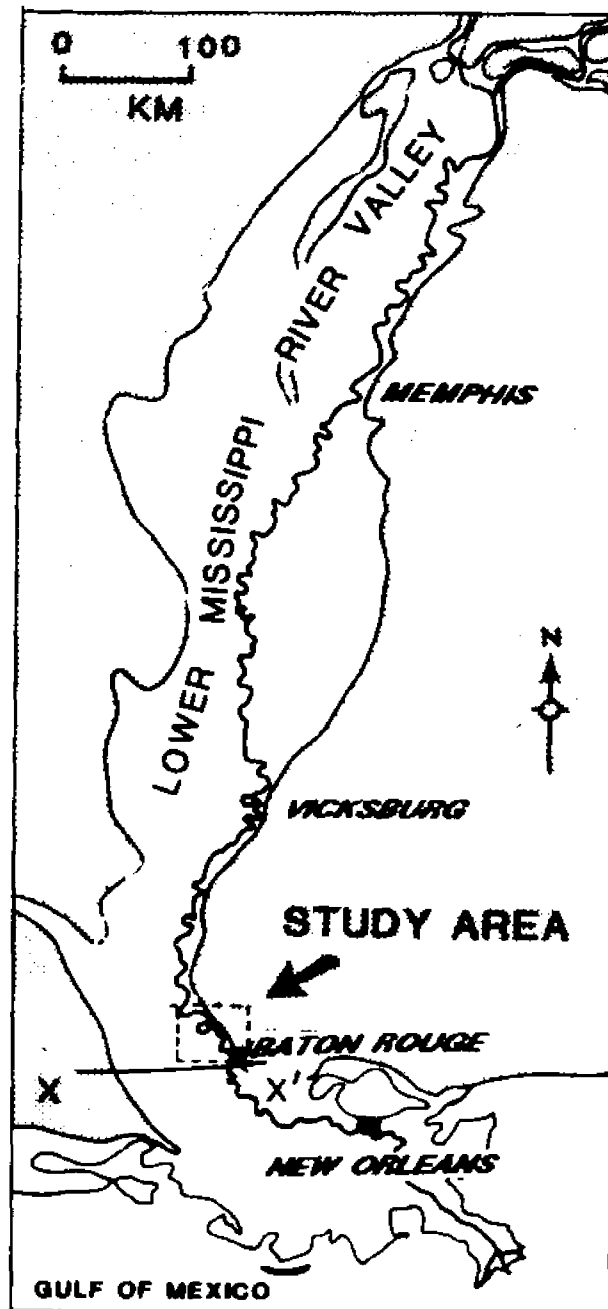 0 100
KM
LOWER MISSISSIPPI RIVER VALLEY
MEMPHIS
N
VICKSBURG
STUDY AREA
BATON ROUGE
X X'
NEW ORLEANS
GULF OF MEXICO